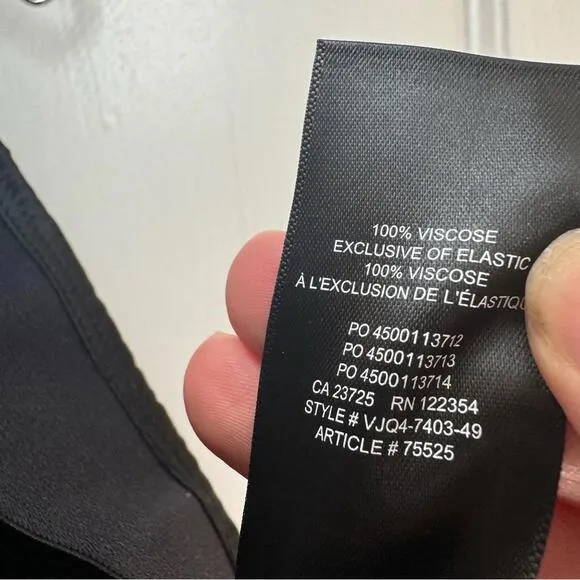 100% VISCOSE
EXCLUSIVE OF ELASTIC
100% VISCOSE
À L'EXCLUSION DE L'ÉLASTIQU
PO 4500113712
PO 4500113713
PO 4500113714
CA 23725 RN 122354
STYLE # VJQ4-7403-49
ARTICLE # 75525